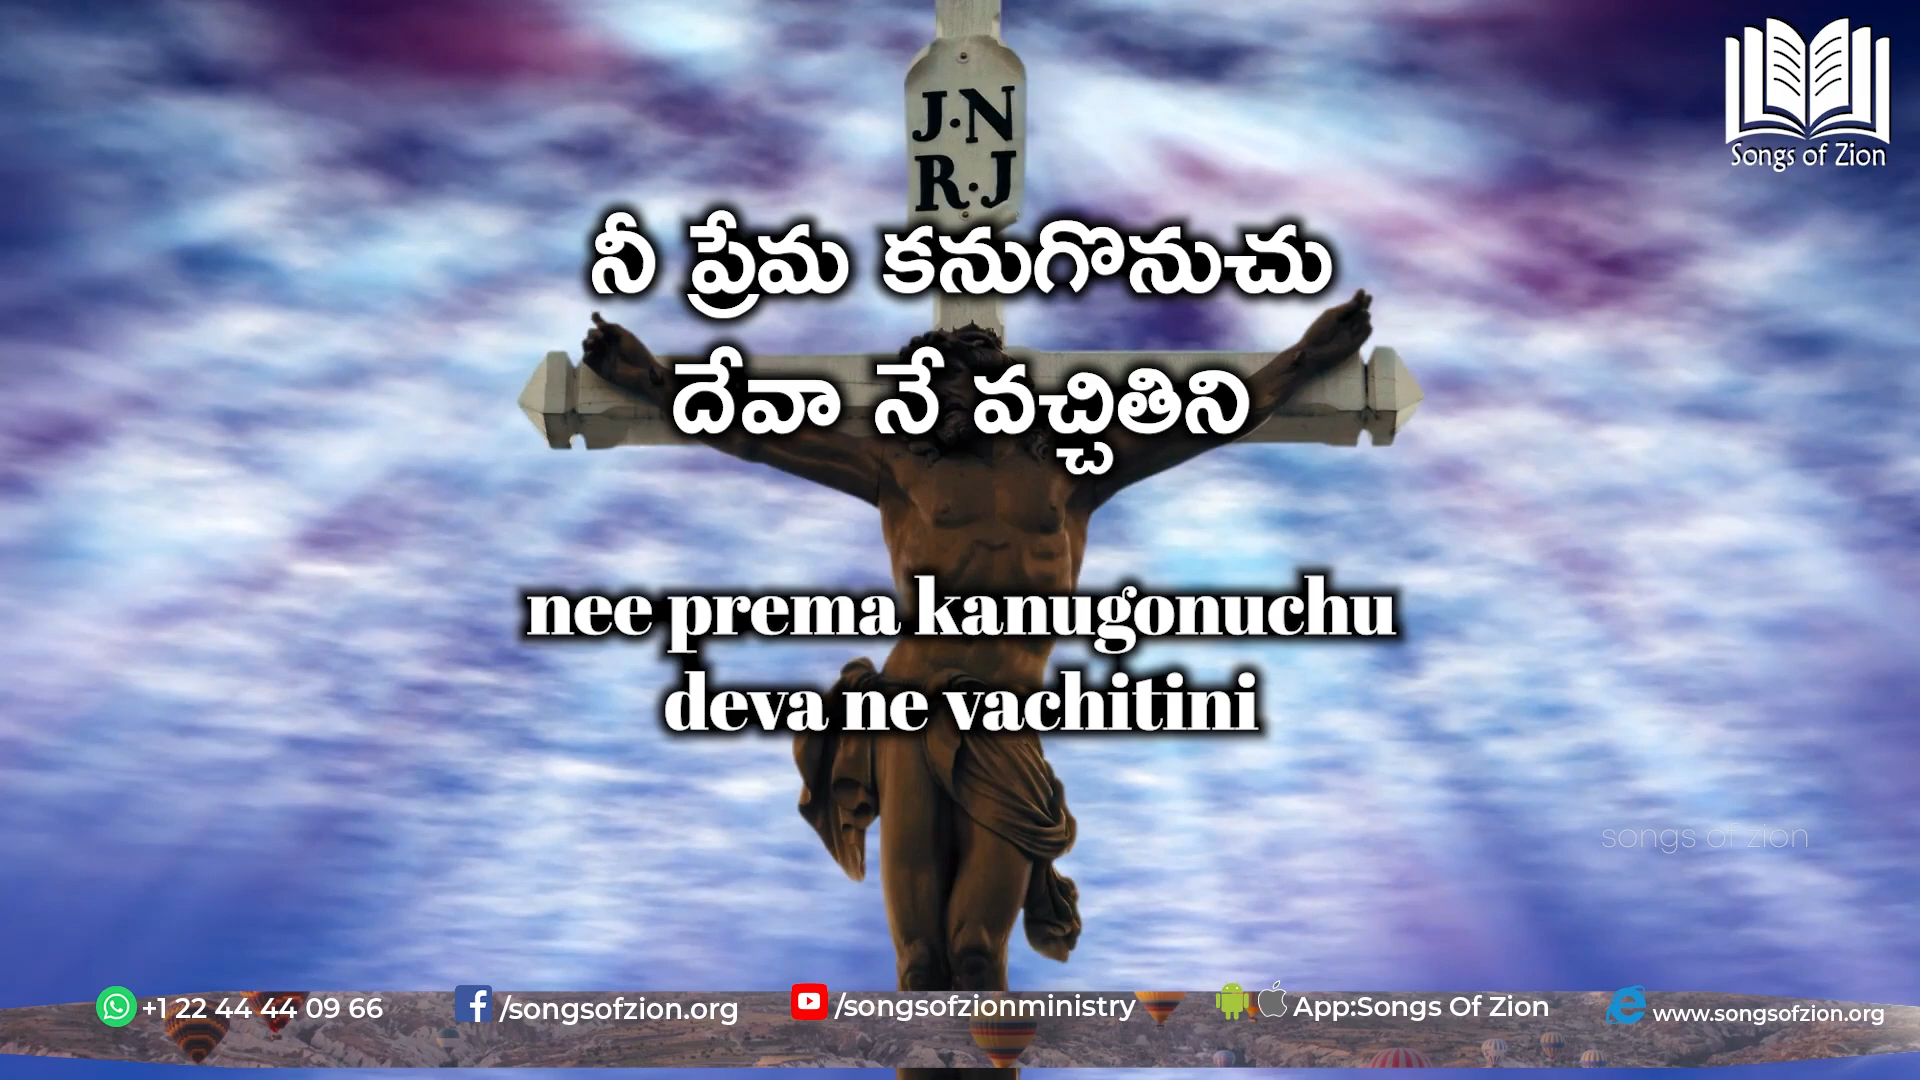 J·N
R·J
Songs of Zion
నీ ప్రేమ కనుగొనుచు
దేవా నే వచ్చితిని
nee prema kanugonuchu
deva ne vachitini
songs of zion
+1 22 44 44 09 66
/songsofzion.org
/songsofzionministry
App:Songs Of Zion
www.songsofzion.org